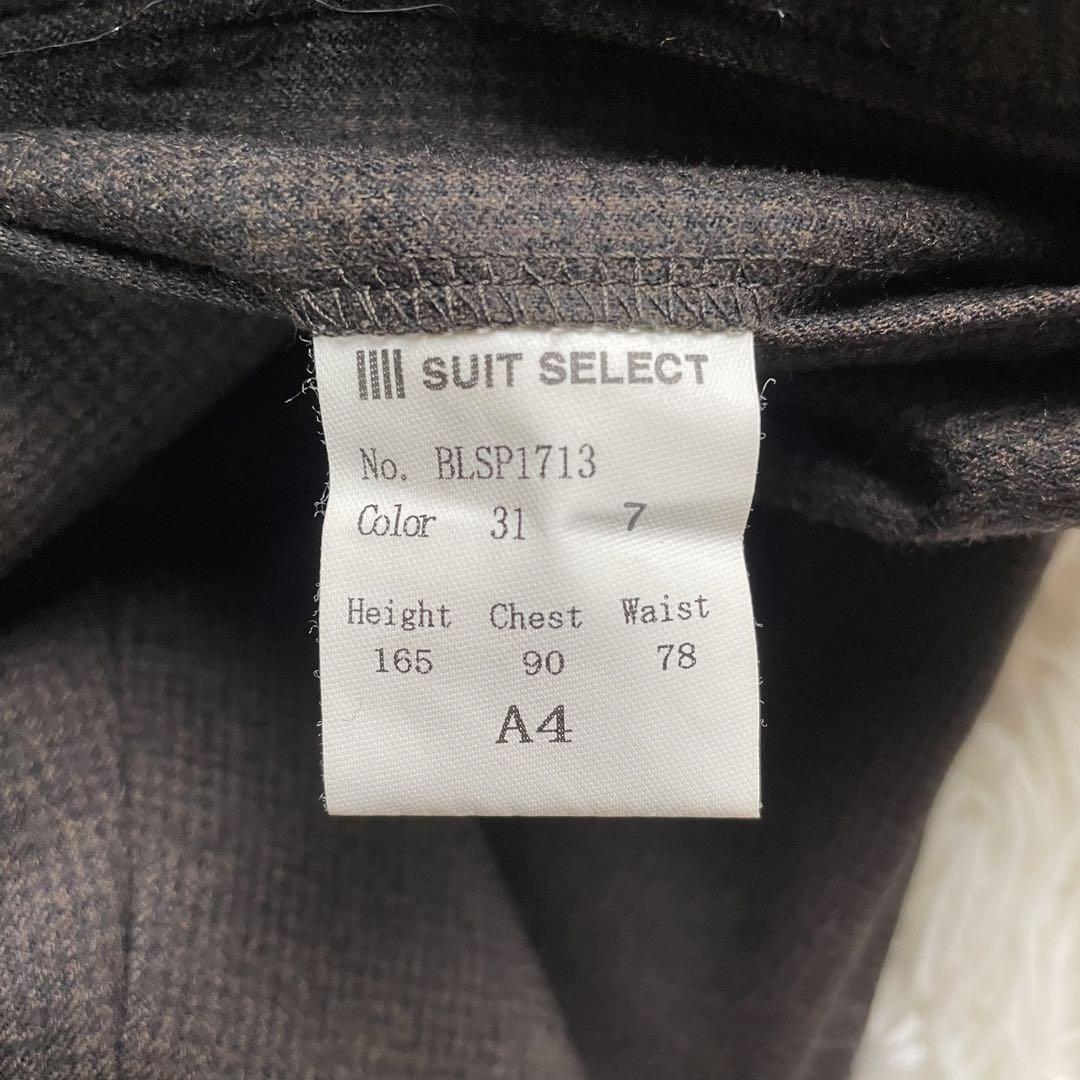 SUIT SELECT
No. BLSP1713
Color 31 7
Height Chest Waist
165 90 78
A4